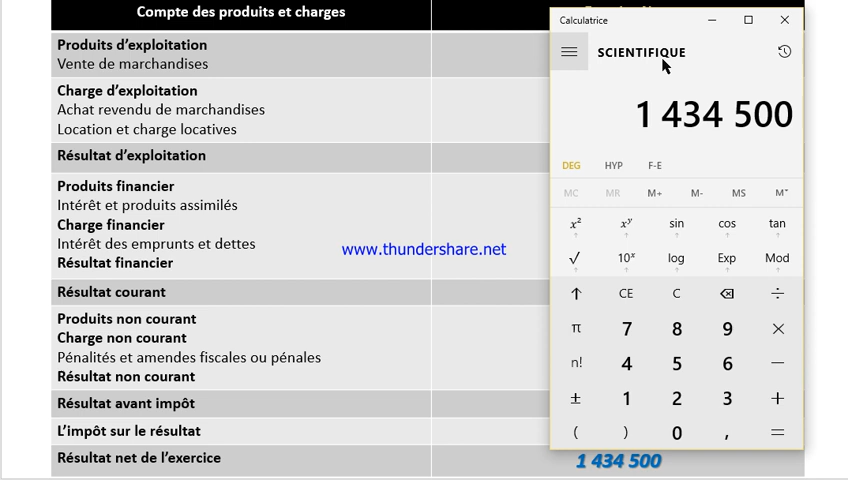 Compte des produits et charges
Produits d'exploitation
Vente de marchandises
Charge d'exploitation
Achat revendu de marchandises
Location et charge locatives
Résultat d'exploitation
Produits financier
Intérêt et produits assimilés
Charge financier
Intérêt des emprunts et dettes
Résultat financier
Résultat courant
Produits non courant
Charge non courant
Pénalités et amendes fiscales ou pénales
Résultat non courant
Résultat avant impôt
L'impôt sur le résultat
Résultat net de l'exercice
1 434 500
www.thundershare.net
Calculatrice
SCIENTIFIQUE
1 434 500
DEG HYP F-E
MC MR M+ M- MS M˅
x² xʸ sin cos tan
√ 10ˣ log Exp Mod
↑ CE C ⌫ ÷
π 7 8 9 ×
n! 4 5 6 −
± 1 2 3 +
( ) 0 , =